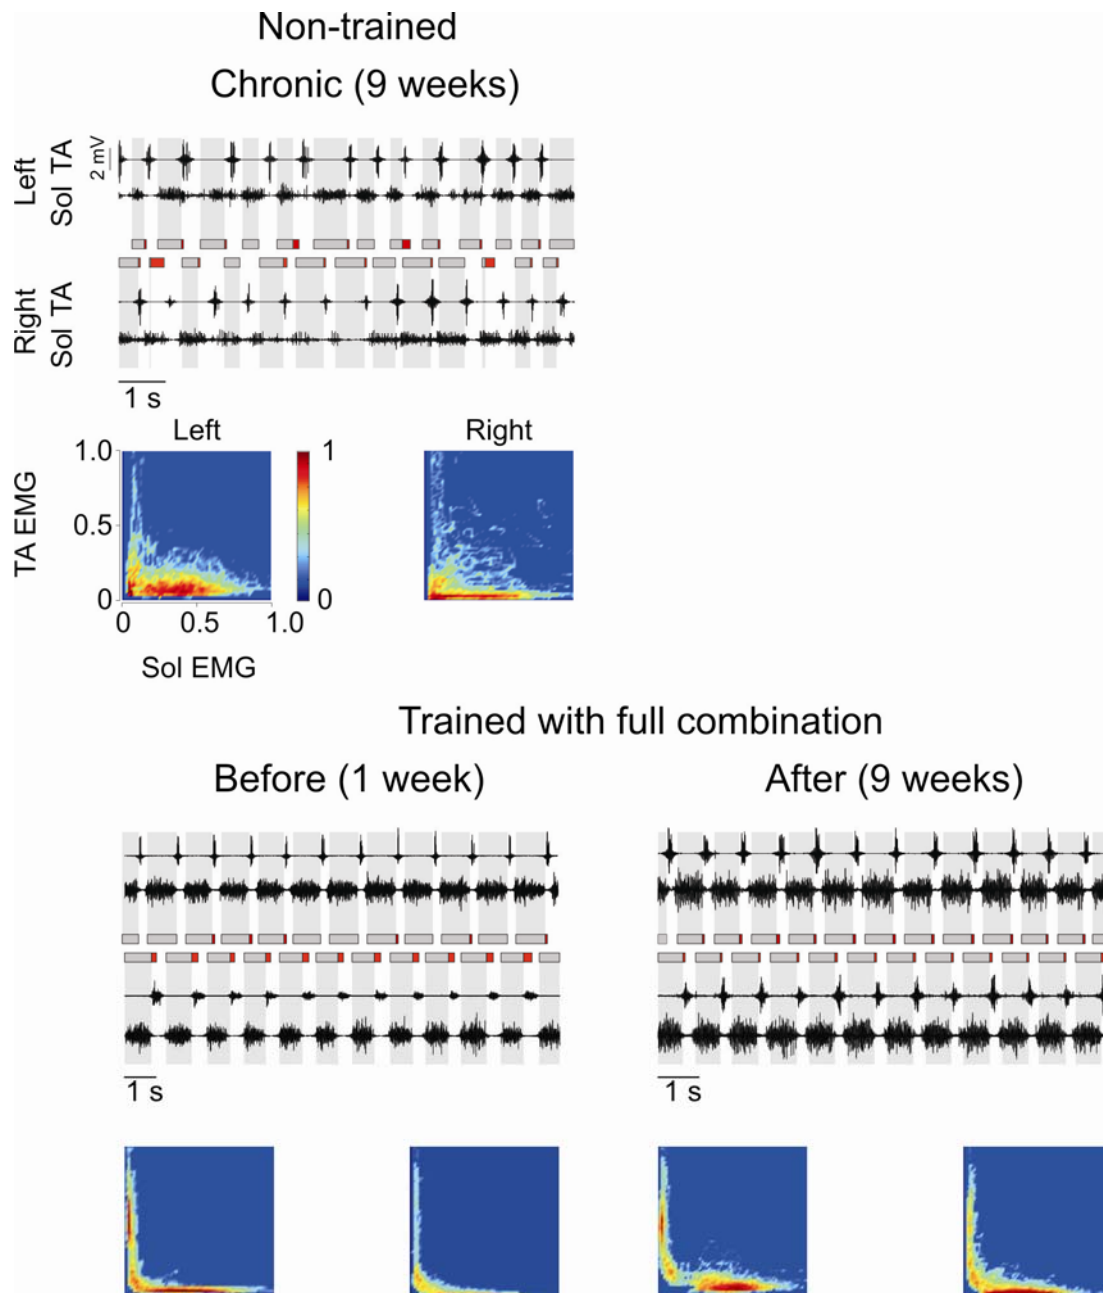 Non-trained
Chronic (9 weeks)
2 mV
Left
Sol TA
Right
Sol TA
1 s
Left
Right
1.0
1
TA EMG
0.5
0
0
0 0.5 1.0
Sol EMG
Trained with full combination
Before (1 week)
After (9 weeks)
1 s
1 s